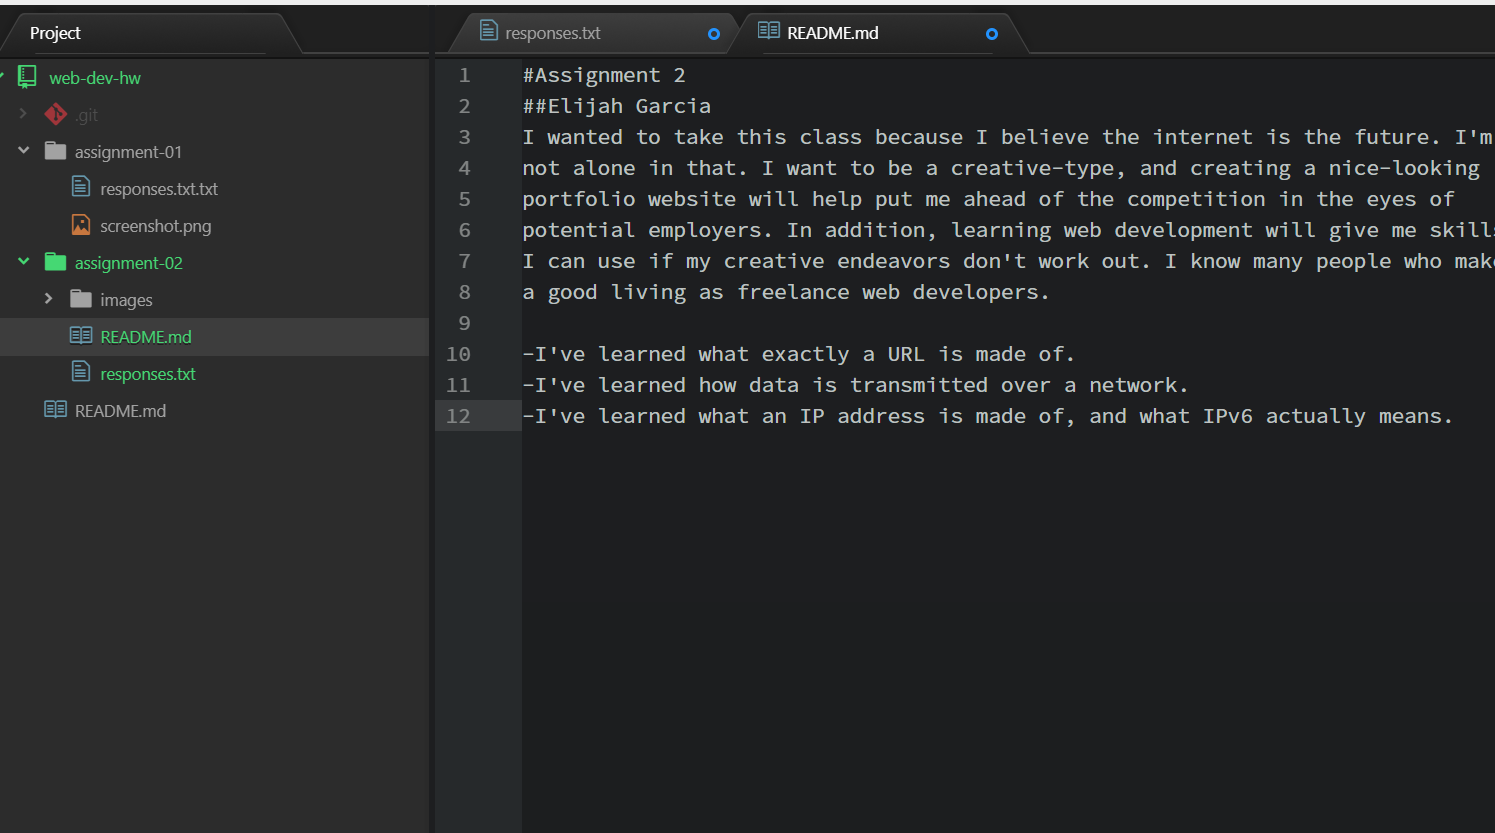 Project
web-dev-hw
.git
assignment-01
responses.txt.txt
screenshot.png
assignment-02
images
README.md
responses.txt
README.md
responses.txt
README.md
1 #Assignment 2
2 ##Elijah Garcia
3 I wanted to take this class because I believe the internet is the future. I'm
4 not alone in that. I want to be a creative-type, and creating a nice-looking
5 portfolio website will help put me ahead of the competition in the eyes of
6 potential employers. In addition, learning web development will give me skills
7 I can use if my creative endeavors don't work out. I know many people who make
8 a good living as freelance web developers.
9
10 -I've learned what exactly a URL is made of.
11 -I've learned how data is transmitted over a network.
12 -I've learned what an IP address is made of, and what IPv6 actually means.